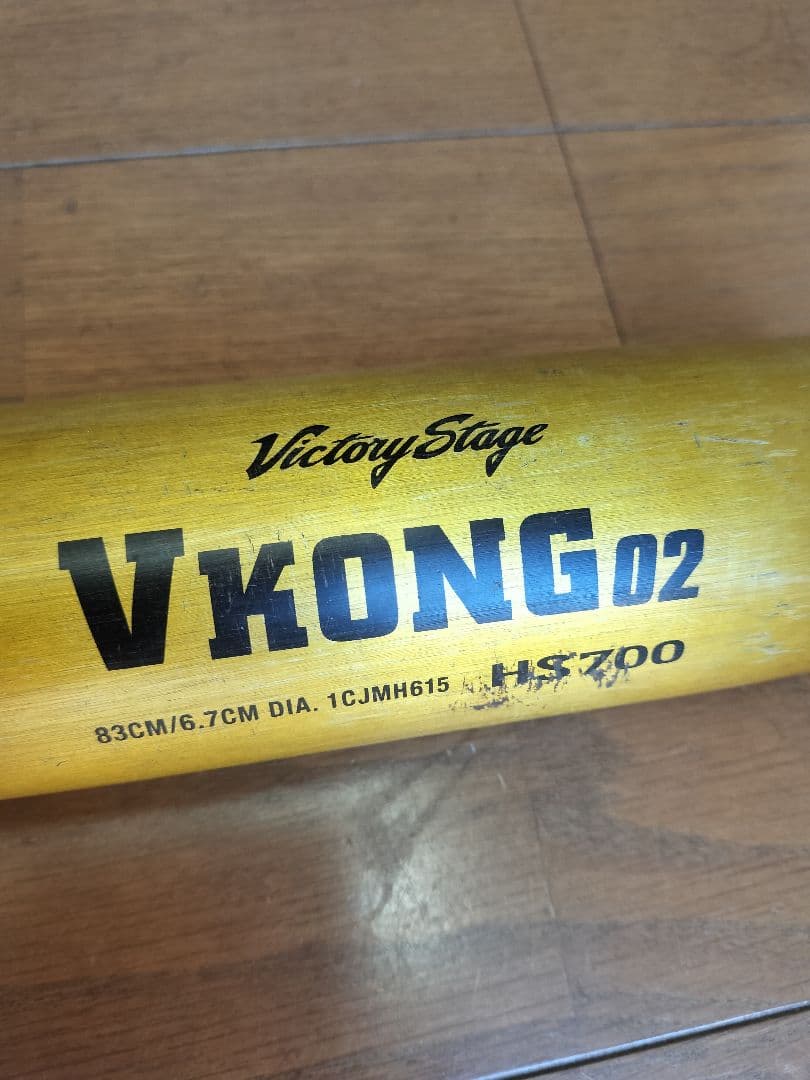 Victory Stage
VKONG02
83CM/6.7CM DIA. 1CJMH615 HS700